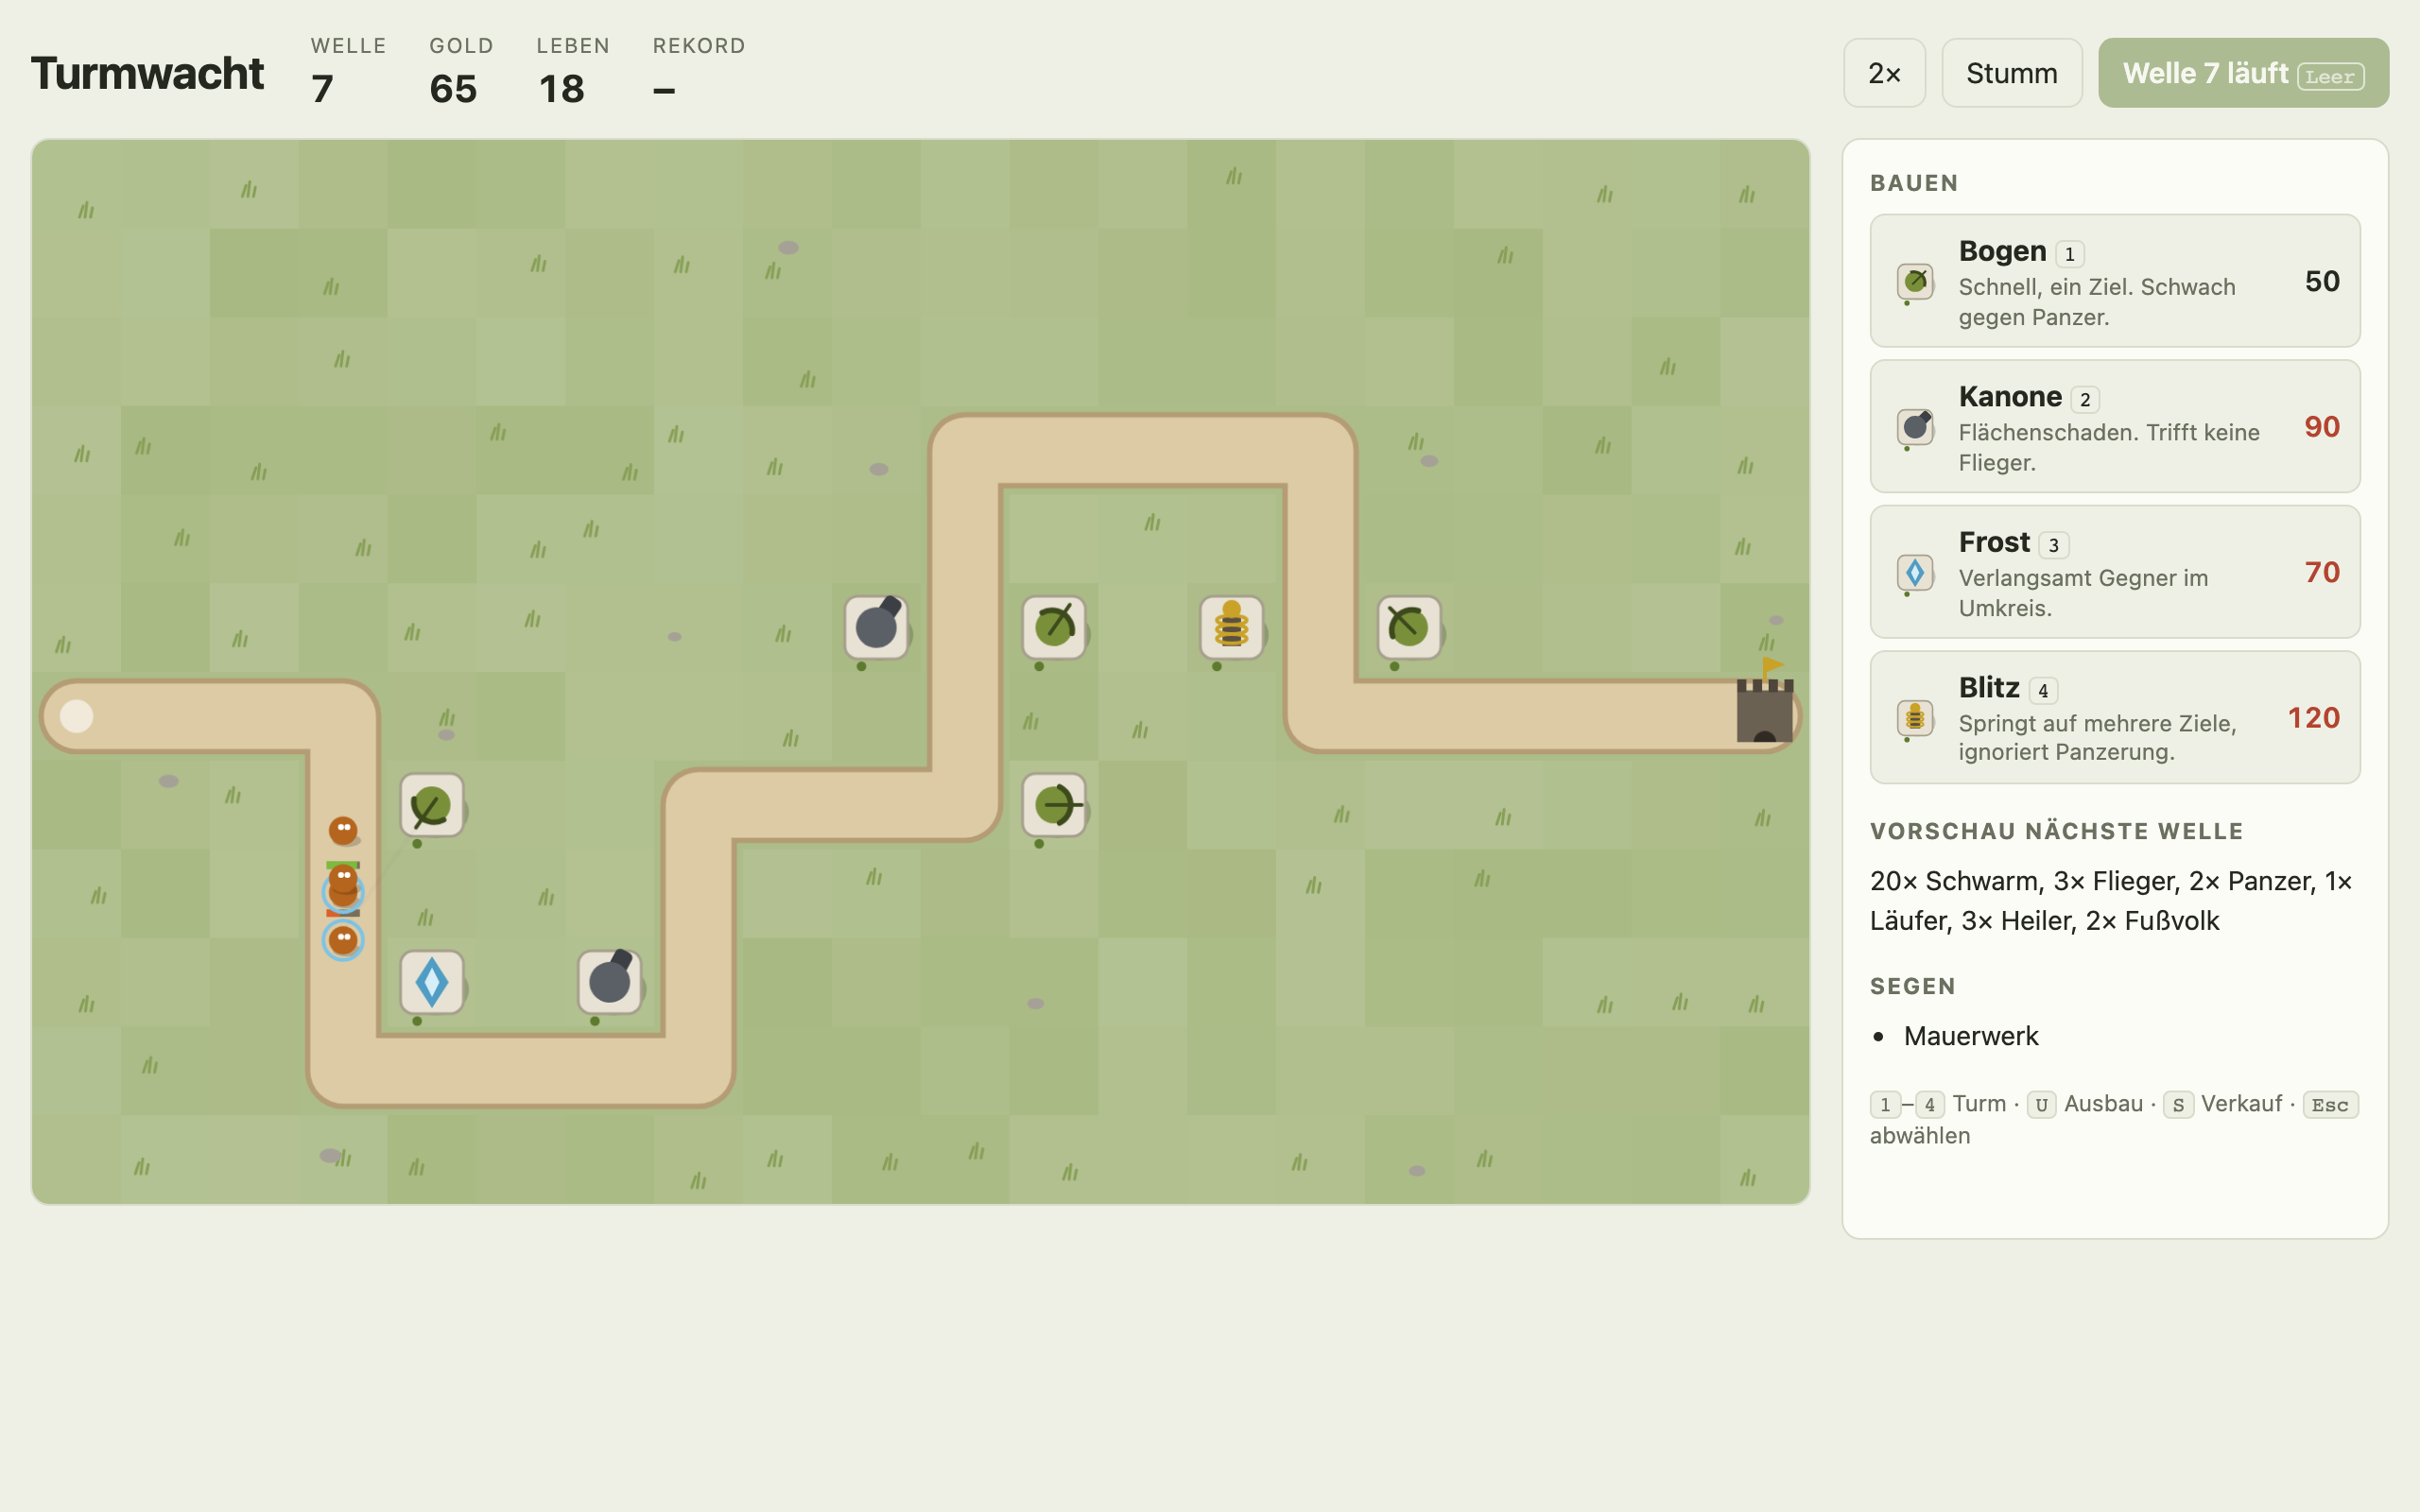 Turmwacht
WELLE
7
GOLD
65
LEBEN
18
REKORD
–
2×
Stumm
Welle 7 läuft Leer
BAUEN
Bogen 1
Schnell, ein Ziel. Schwach
gegen Panzer.
50
Kanone 2
Flächenschaden. Trifft keine
Flieger.
90
Frost 3
Verlangsamt Gegner im
Umkreis.
70
Blitz 4
Springt auf mehrere Ziele,
ignoriert Panzerung.
120
VORSCHAU NÄCHSTE WELLE
20× Schwarm, 3× Flieger, 2× Panzer, 1×
Läufer, 3× Heiler, 2× Fußvolk
SEGEN
• Mauerwerk
1–4 Turm · U Ausbau · S Verkauf · Esc
abwählen